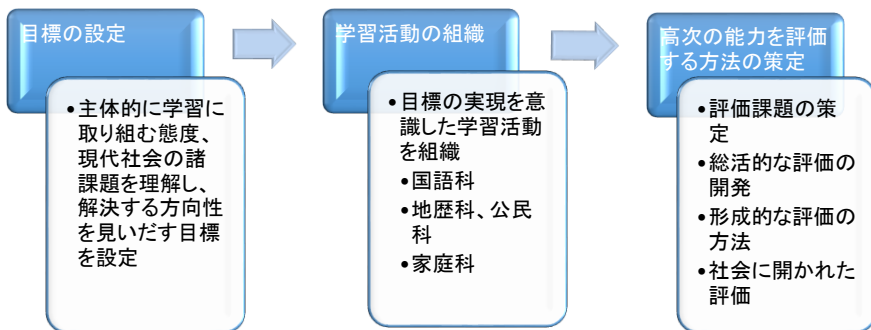 目標の設定
•主体的に学習に
取り組む態度、
現代社会の諸
課題を理解し、
解決する方向性
を見いだす目標
を設定
学習活動の組織
•目標の実現を意
識した学習活動
を組織
•国語科
•地歴科、公民
科
•家庭科
高次の能力を評価
する方法の策定
•評価課題の策
定
•総括的な評価の
開発
•形成的な評価の
方法
•社会に開かれた
評価